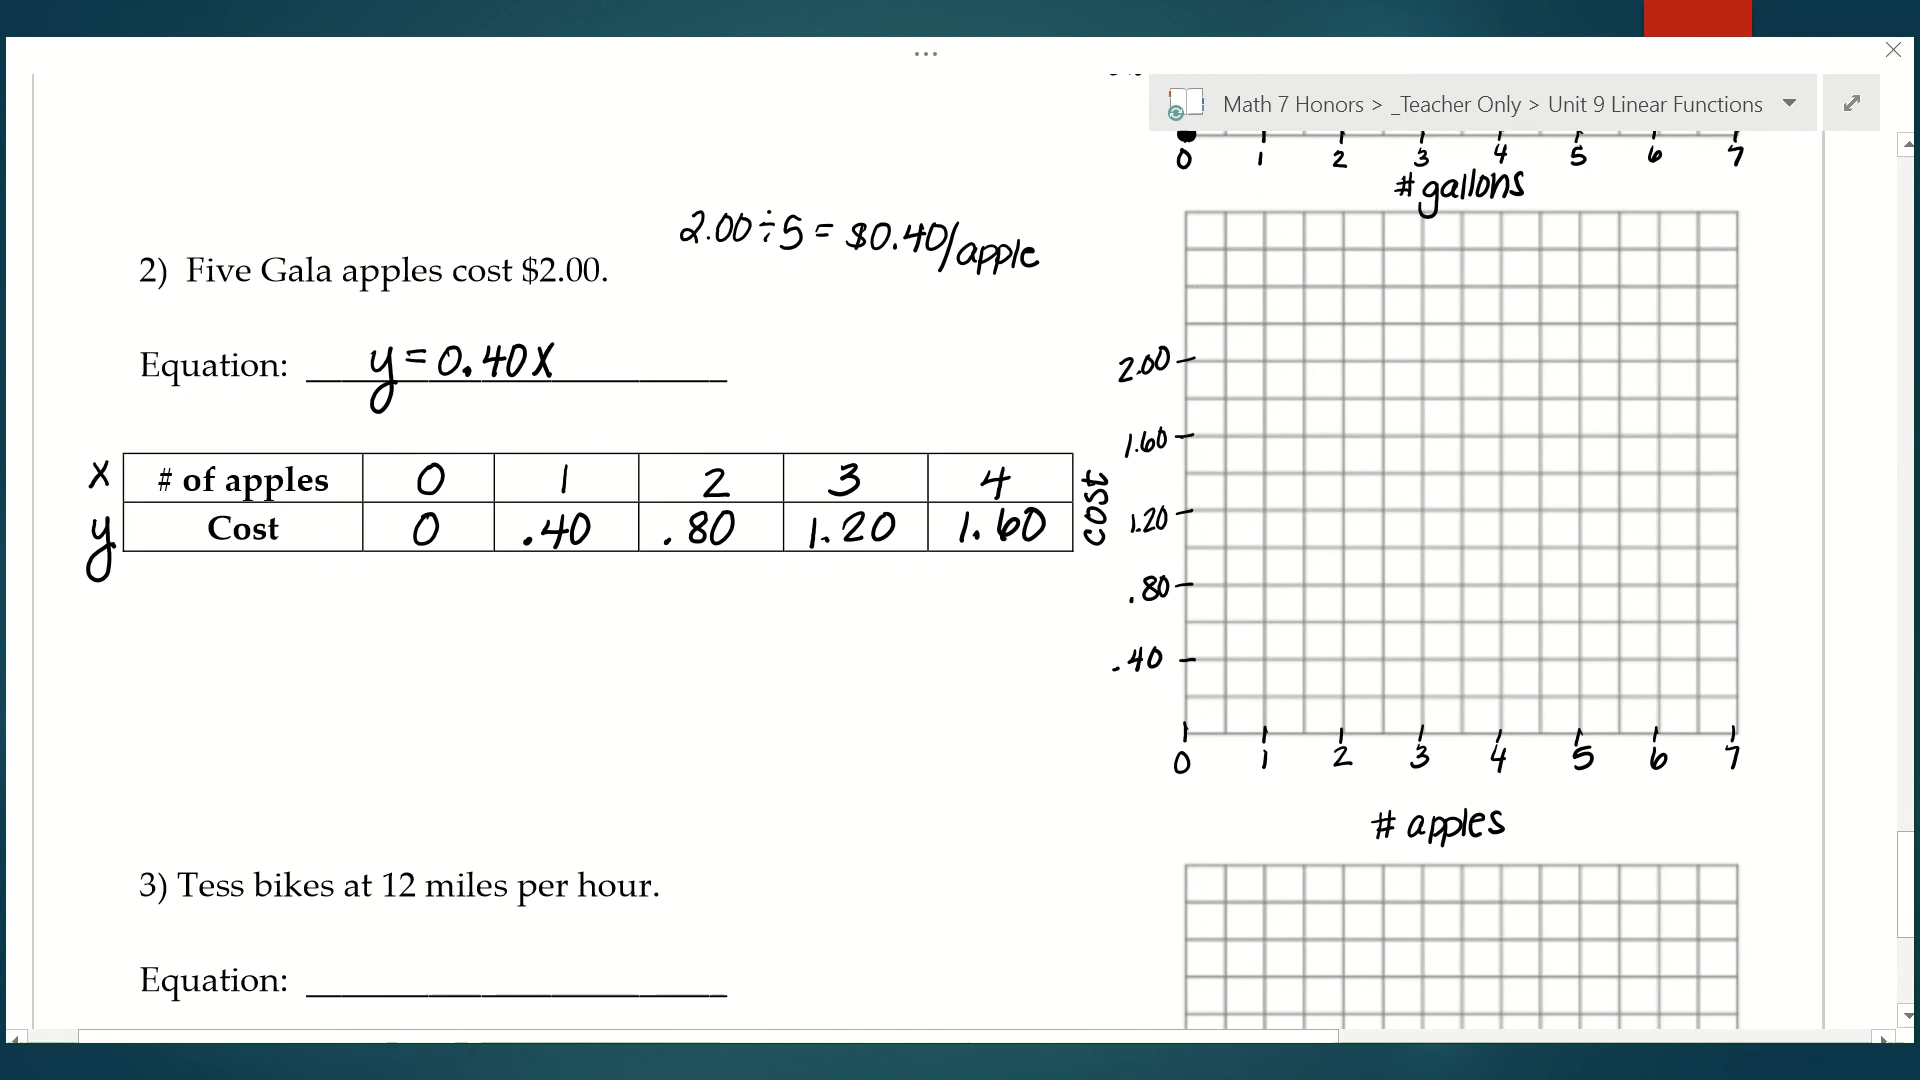 Math 7 Honors > _Teacher Only > Unit 9 Linear Functions
0 1 2 3 4 5 6 7
# gallons
2.00 ÷ 5 = $0.40/apple
2) Five Gala apples cost $2.00.
Equation: y = 0.40x
x # of apples 0 1 2 3 4
y Cost 0 .40 .80 1.20 1.60
cost
2.00
1.60
1.20
.80
.40
0 1 2 3 4 5 6 7
# apples
3) Tess bikes at 12 miles per hour.
Equation: